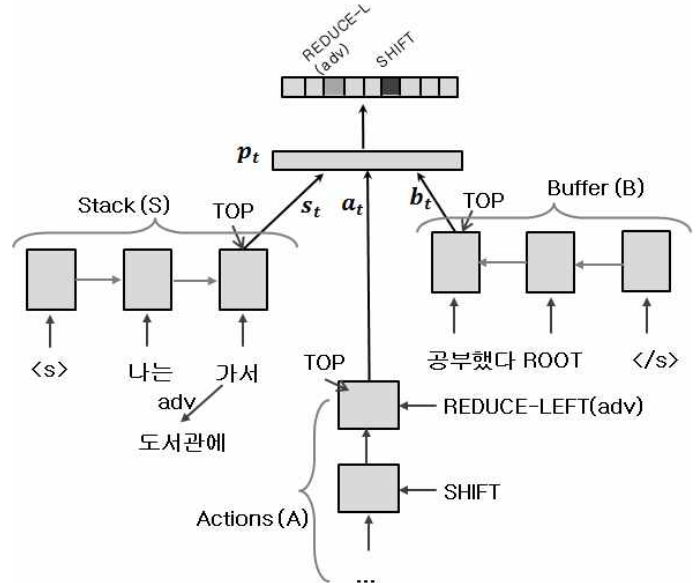 REDUCE-L
(adv)
SHIFT
p_t
Stack (S)
TOP
s_t
a_t
b_t
TOP
Buffer (B)
<s>
나는
가서
공부했다 ROOT
</s>
adv
도서관에
TOP
REDUCE-LEFT(adv)
SHIFT
Actions (A)
...